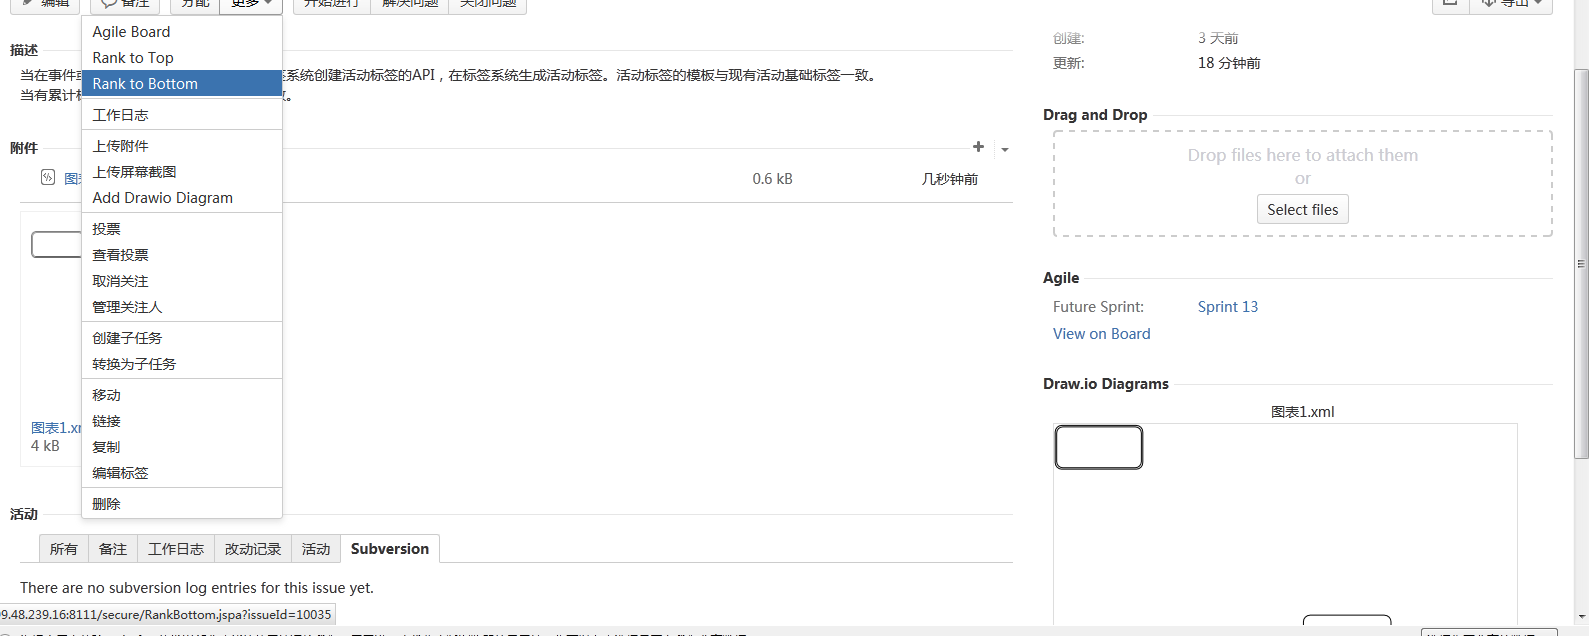 编辑 备注 分配 更多 开始进行 解决问题 关闭问题 导出
Agile Board
Rank to Top
Rank to Bottom
工作日志
上传附件
上传屏幕截图
Add Drawio Diagram
投票
查看投票
取消关注
管理关注人
创建子任务
转换为子任务
移动
链接
复制
编辑标签
删除
描述
当在事件 系统创建活动标签的API，在标签系统生成活动标签。活动标签的模板与现有活动基础标签一致。
当有累计 。
附件
图 0.6 kB 几秒钟前
图表1.x
4 kB
活动
所有 备注 工作日志 改动记录 活动 Subversion
There are no subversion log entries for this issue yet.
9.48.239.16:8111/secure/RankBottom.jspa?issueId=10035
创建: 3 天前
更新: 18 分钟前
Drag and Drop
Drop files here to attach them
or
Select files
Agile
Future Sprint: Sprint 13
View on Board
Draw.io Diagrams
图表1.xml